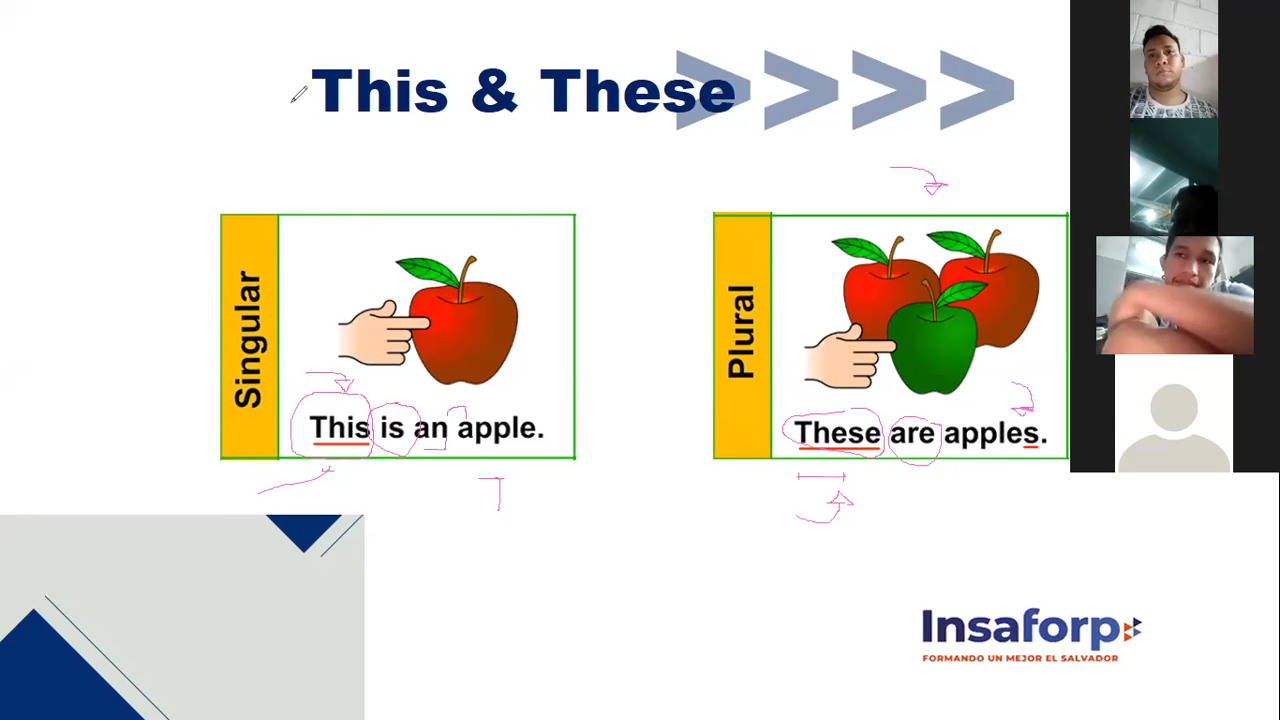 This & These
Singular
This is an apple.
Plural
These are apples.
Insaforp
FORMANDO UN MEJOR EL SALVADOR